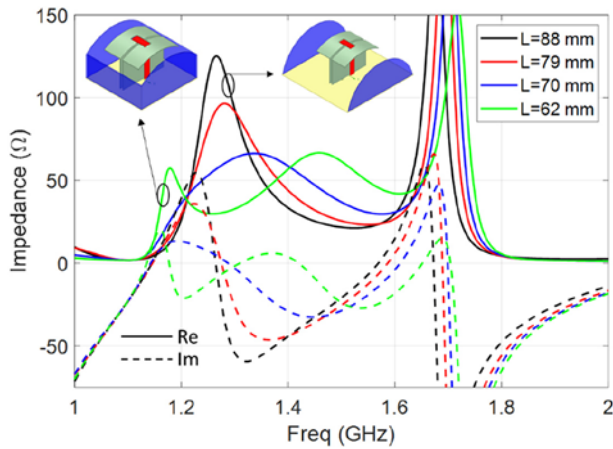 150
100
50
0
-50
Impedance (Ω)
L=88 mm
L=79 mm
L=70 mm
L=62 mm
Re
Im
1
1.2
1.4
1.6
1.8
2
Freq (GHz)